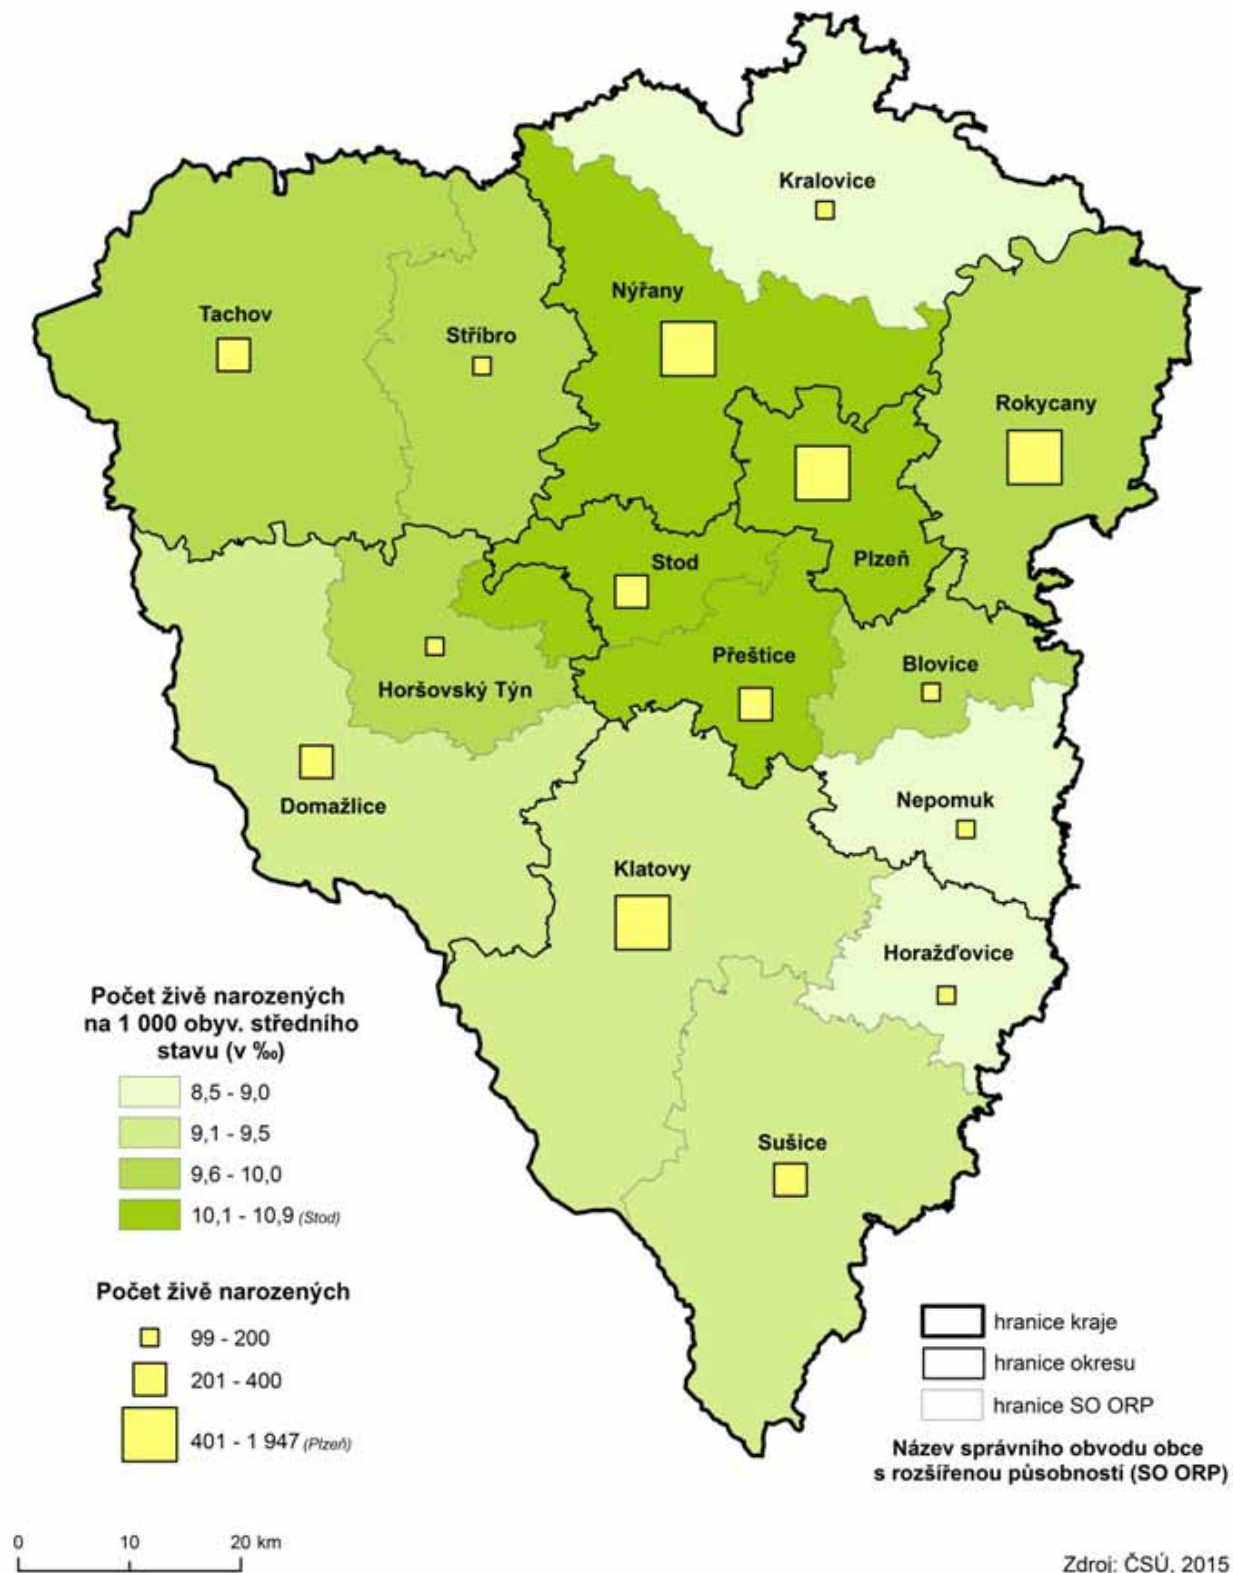 Kralovice
Nýřany
Tachov
Stříbro
Rokycany
Stod
Plzeň
Přeštice
Blovice
Horšovský Týn
Nepomuk
Domažlice
Klatovy
Horažďovice
Sušice
Počet živě narozených
na 1 000 obyv. středního
stavu (v ‰)
8,5 - 9,0
9,1 - 9,5
9,6 - 10,0
10,1 - 10,9 (Stod)
Počet živě narozených
99 - 200
201 - 400
401 - 1 947 (Plzeň)
hranice kraje
hranice okresu
hranice SO ORP
Název správního obvodu obce
s rozšířenou působností (SO ORP)
0 10 20 km
Zdroj: ČSÚ, 2015